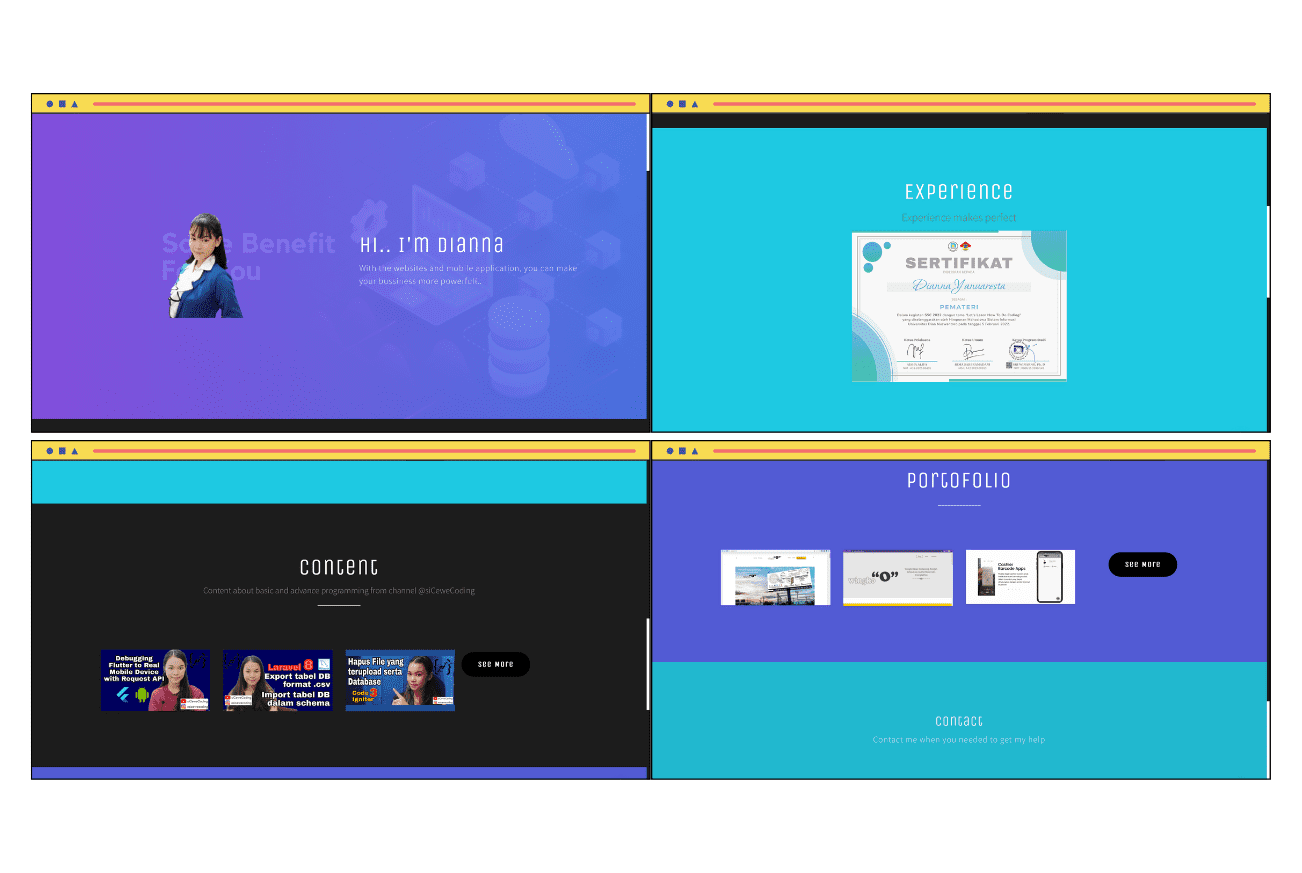 Some Benefit
For You
Hi.. I'm Dianna
With the websites and mobile application, you can make
your bussiness more powerfull..
Experience
Experience makes perfect
SERTIFIKAT
Dianna Yanuaresta
PEMATERI
Content
Content about basic and advance programming from channel @siCeweCoding
Debugging
Flutter to Real
Mobile Device
with Request API
Laravel 8
Export tabel DB
format .csv
Import tabel DB
dalam schema
Hapus File yang
terupload serta
Database
Code
Igniter
See More
Portofolio
"O"
Cashier
Barcode Apps
See More
Contact
Contact me when you needed to get my help